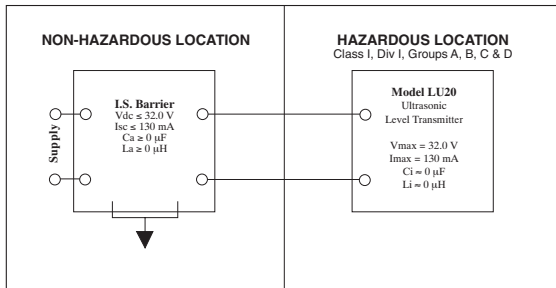 NON-HAZARDOUS LOCATION
HAZARDOUS LOCATION
Class I, Div I, Groups A, B, C & D
Supply
I.S. Barrier
Vdc ≤ 32.0 V
Isc ≤ 130 mA
Ca ≥ 0 µF
La ≥ 0 µH
Model LU20
Ultrasonic
Level Transmitter
Vmax = 32.0 V
Imax = 130 mA
Ci ≈ 0 µF
Li ≈ 0 µH